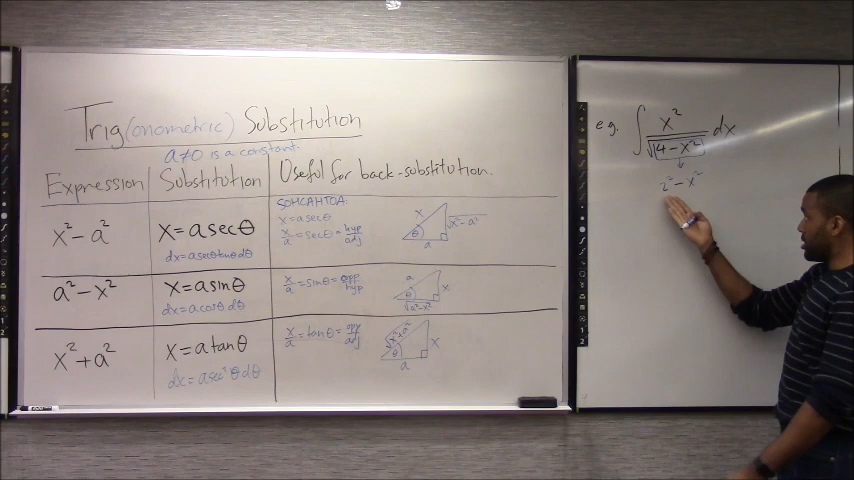 Trig(onometric) Substitution
a≠0 is a constant.
Expression Substitution Useful for back-substitution.
SOHCAHTOA:
x² - a² x = a secθ
x = a secθ
x/a = secθ = hyp/adj
dx = a secθ tanθ dθ
x √x² - a² θ a
a² - x² x = a sinθ
x/a = sinθ = opp/hyp
dx = a cosθ dθ
a x θ √a² - x²
x² + a² x = a tanθ
x/a = tanθ = opp/adj
dx = a sec²θ dθ
√x² + a² x θ a
e.g. ∫ x²/√4 - x² dx
2² - x²